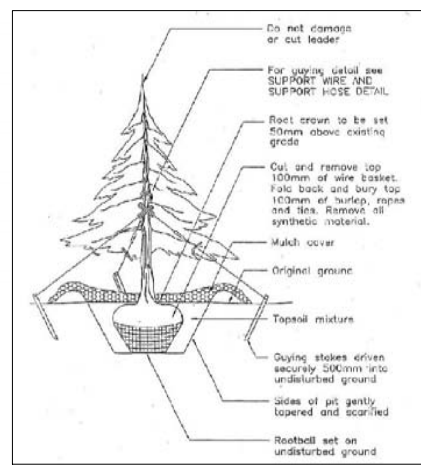 Do not damage
or cut leader
For guying detail see
SUPPORT WIRE AND
SUPPORT HOSE DETAIL
Root crown to be set
50mm above existing
grade
Cut and remove top
100mm of wire basket.
Fold back and bury top
100mm of burlap, ropes
and ties. Remove all
synthetic material.
Mulch cover
Original ground
Topsoil mixture
Guying stakes driven
securely 500mm into
undisturbed ground
Sides of pit gently
tapered and scarified
Rootball set on
undisturbed ground